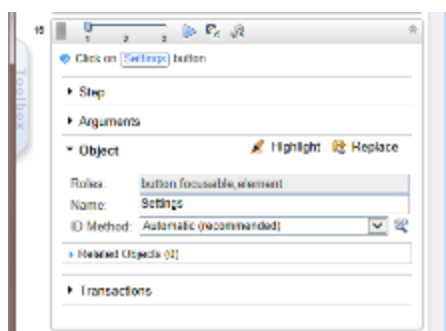 15
1 2 3
Click on Settings button
Toolbox
Step
Arguments
Object Highlight Replace
Roles: button,focusable,element
Name: Settings
ID Method: Automatic (recommended)
Related Objects (0)
Transactions